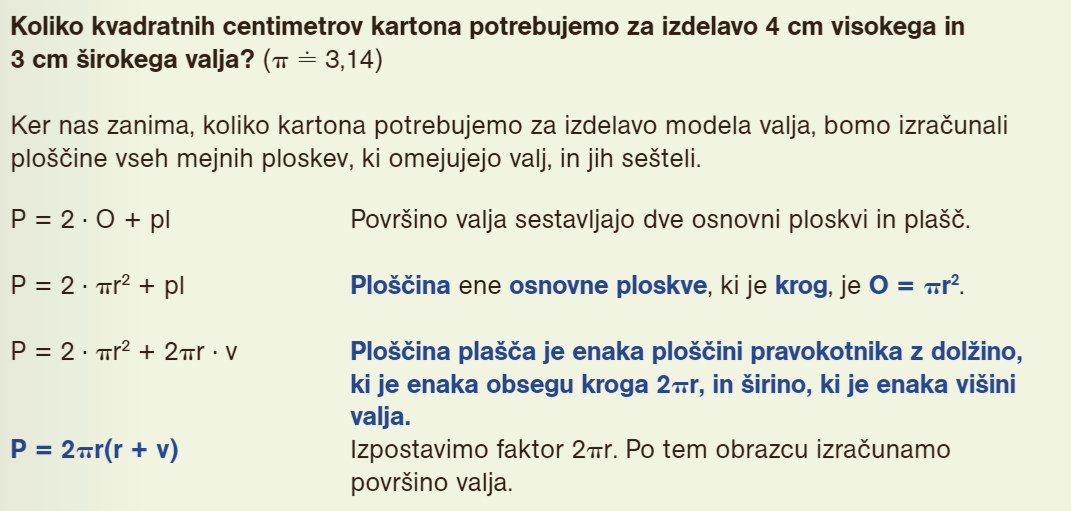 Koliko kvadratnih centimetrov kartona potrebujemo za izdelavo 4 cm visokega in
3 cm širokega valja? (π ≐ 3,14)
Ker nas zanima, koliko kartona potrebujemo za izdelavo modela valja, bomo izračunali
ploščine vseh mejnih ploskev, ki omejujejo valj, in jih sešteli.
P = 2 · O + pl
Površino valja sestavljajo dve osnovni ploskvi in plašč.
P = 2 · πr² + pl
Ploščina ene osnovne ploskve, ki je krog, je O = πr².
P = 2 · πr² + 2πr · v
Ploščina plašča je enaka ploščini pravokotnika z dolžino,
ki je enaka obsegu kroga 2πr, in širino, ki je enaka višini
valja.
P = 2πr(r + v)
Izpostavimo faktor 2πr. Po tem obrazcu izračunamo
površino valja.